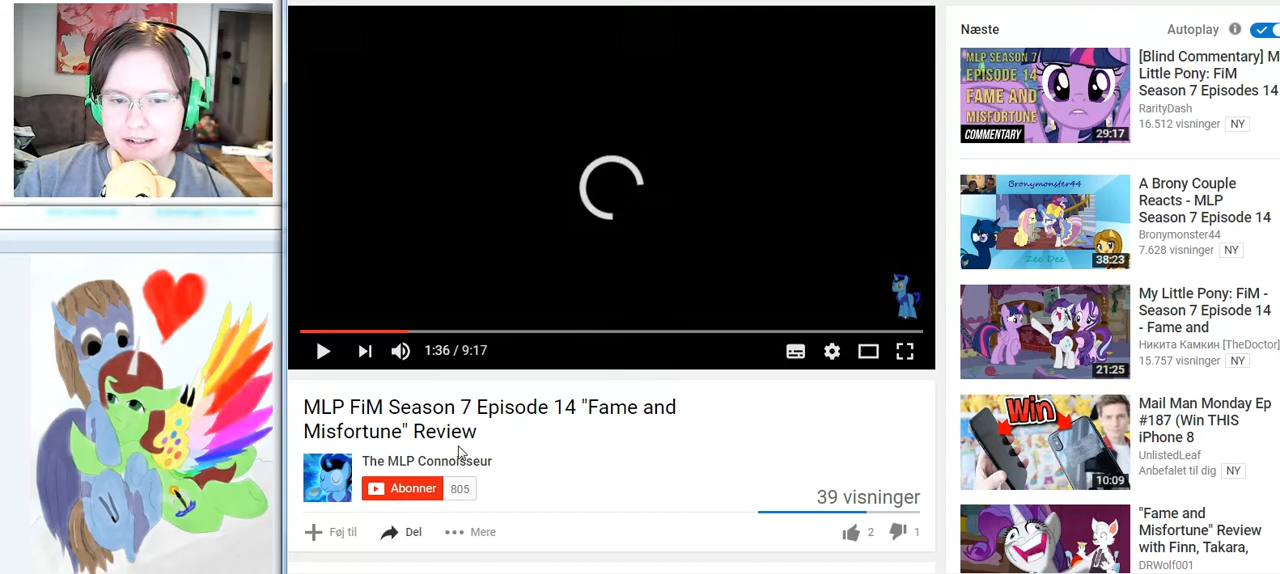 1:36 / 9:17
MLP FiM Season 7 Episode 14 "Fame and
Misfortune" Review
The MLP Connoisseur
Abonner 805
39 visninger
Føj til
Del
Mere
2
1
Næste
Autoplay
MLP SEASON 7
EPISODE 14
FAME AND
MISFORTUNE
COMMENTARY
29:17
[Blind Commentary] M
Little Pony: FiM
Season 7 Episodes 14
RarityDash
16.512 visninger NY
Bronymonster44
Zee Dee
38:23
A Brony Couple
Reacts - MLP
Season 7 Episode 14
Bronymonster44
7.628 visninger NY
21:25
My Little Pony: FiM -
Season 7 Episode 14
- Fame and
Никита Камкин [TheDoctor]
15.757 visninger NY
Win
10:09
Mail Man Monday Ep
#187 (Win THIS
iPhone 8
UnlistedLeaf
Anbefalet til dig NY
"Fame and
Misfortune" Review
with Finn, Takara,
DRWolf001